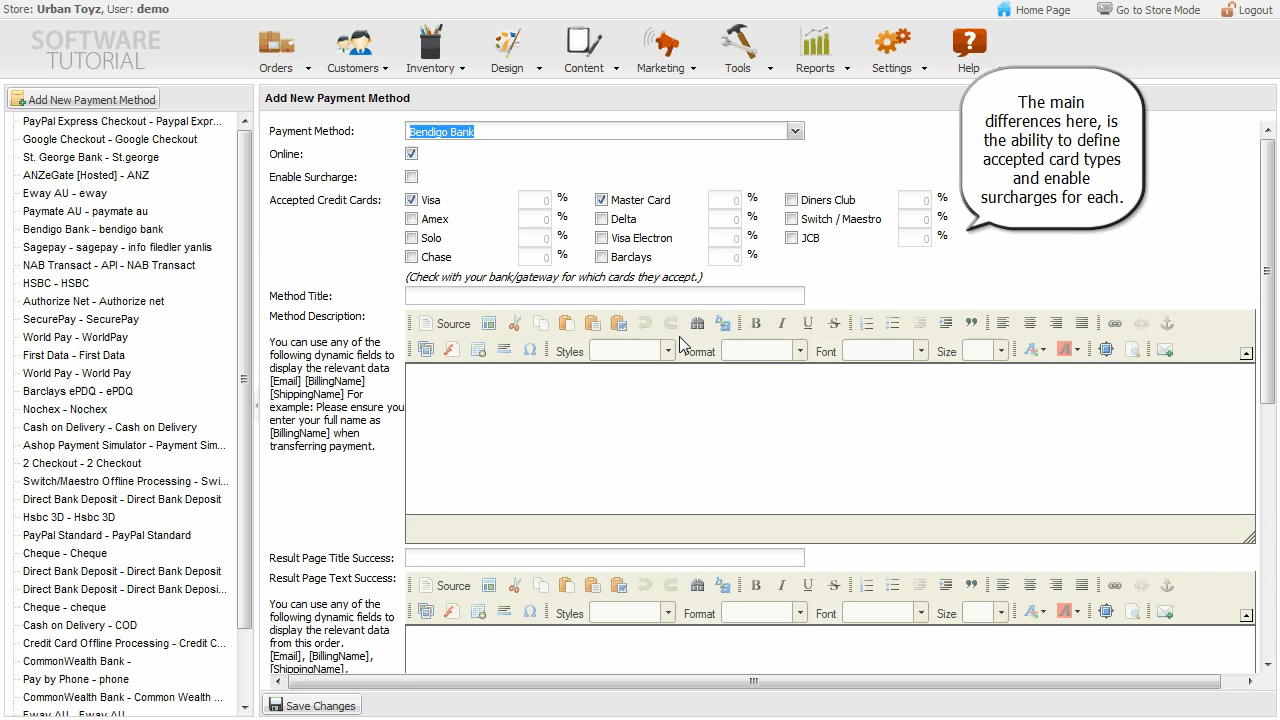 Store: Urban Toyz, User: demo
Home Page
Go to Store Mode
Logout
SOFTWARE
TUTORIAL
Orders
Customers
Inventory
Design
Content
Marketing
Tools
Reports
Settings
Help
Add New Payment Method
PayPal Express Checkout - Paypal Expr...
Google Checkout - Google Checkout
St. George Bank - St.george
ANZeGate [Hosted] - ANZ
Eway AU - eway
Paymate AU - paymate au
Bendigo Bank - bendigo bank
Sagepay - sagepay - info filedler yanlis
NAB Transact - API - NAB Transact
HSBC - HSBC
Authorize Net - Authorize net
SecurePay - SecurePay
World Pay - WorldPay
First Data - First Data
World Pay - World Pay
Barclays ePDQ - ePDQ
Nochex - Nochex
Cash on Delivery - Cash on Delivery
Ashop Payment Simulator - Payment Sim...
2 Checkout - 2 Checkout
Switch/Maestro Offline Processing - Swi...
Direct Bank Deposit - Direct Bank Deposit
Hsbc 3D - Hsbc 3D
PayPal Standard - PayPal Standard
Cheque - Cheque
Direct Bank Deposit - Direct Bank Deposit
Direct Bank Deposit - Direct Bank Deposit
Cheque - cheque
Cash on Delivery - COD
Credit Card Offline Processing - Credit C...
CommonWealth Bank -
Pay by Phone - phone
CommonWealth Bank - Common Wealth ...
Eway AU - Eway AU
Add New Payment Method
Payment Method: Bendigo Bank
Online:
Enable Surcharge:
Accepted Credit Cards: Visa 0 % Master Card 0 % Diners Club 0 %
Amex 0 % Delta 0 % Switch / Maestro 0 %
Solo 0 % Visa Electron 0 % JCB 0 %
Chase 0 % Barclays 0 %
(Check with your bank/gateway for which cards they accept.)
Method Title:
Method Description:
You can use any of the
following dynamic fields to
display the relevant data
[Email] [BillingName]
[ShippingName] For
example: Please ensure you
enter your full name as
[BillingName] when
transferring payment.
Source B I U S
Styles Format Font Size A A
Result Page Title Success:
Result Page Text Success:
You can use any of the
following dynamic fields to
display the relevant data
from this order.
[Email], [BillingName],
[ShippingName],
Source B I U S
Styles Format Font Size A A
Save Changes
The main
differences here, is
the ability to define
accepted card types
and enable
surcharges for each.